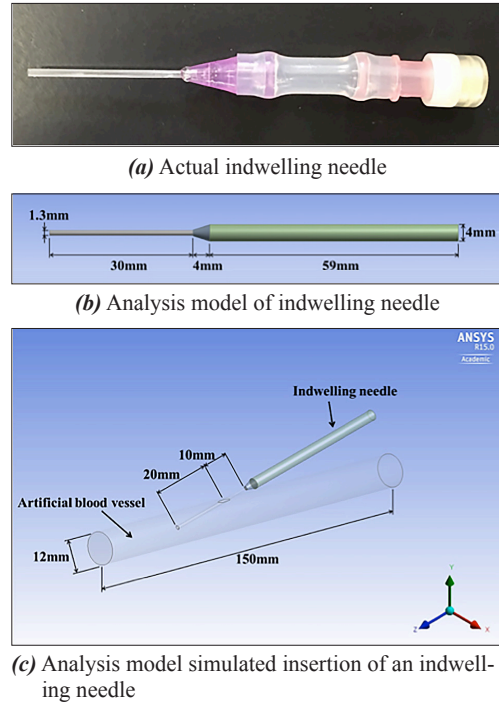 (a) Actual indwelling needle
1.3mm
4mm
30mm
4mm
59mm
(b) Analysis model of indwelling needle
ANSYS
R15.0
Academic
Indwelling needle
10mm
20mm
Artificial blood vessel
12mm
150mm
Y
Z
X
(c) Analysis model simulated insertion of an indwell-
ing needle